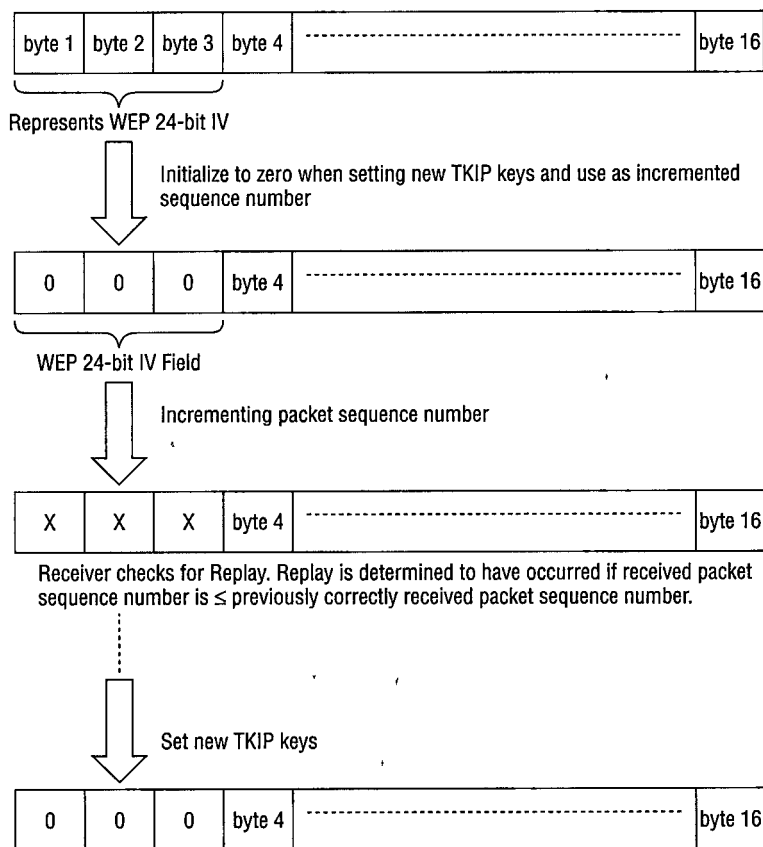 byte 1 byte 2 byte 3 byte 4 byte 16
Represents WEP 24-bit IV
Initialize to zero when setting new TKIP keys and use as incremented
sequence number
0 0 0 byte 4 byte 16
WEP 24-bit IV Field
Incrementing packet sequence number
X X X byte 4 byte 16
Receiver checks for Replay. Replay is determined to have occurred if received packet
sequence number is ≤ previously correctly received packet sequence number.
Set new TKIP keys
0 0 0 byte 4 byte 16